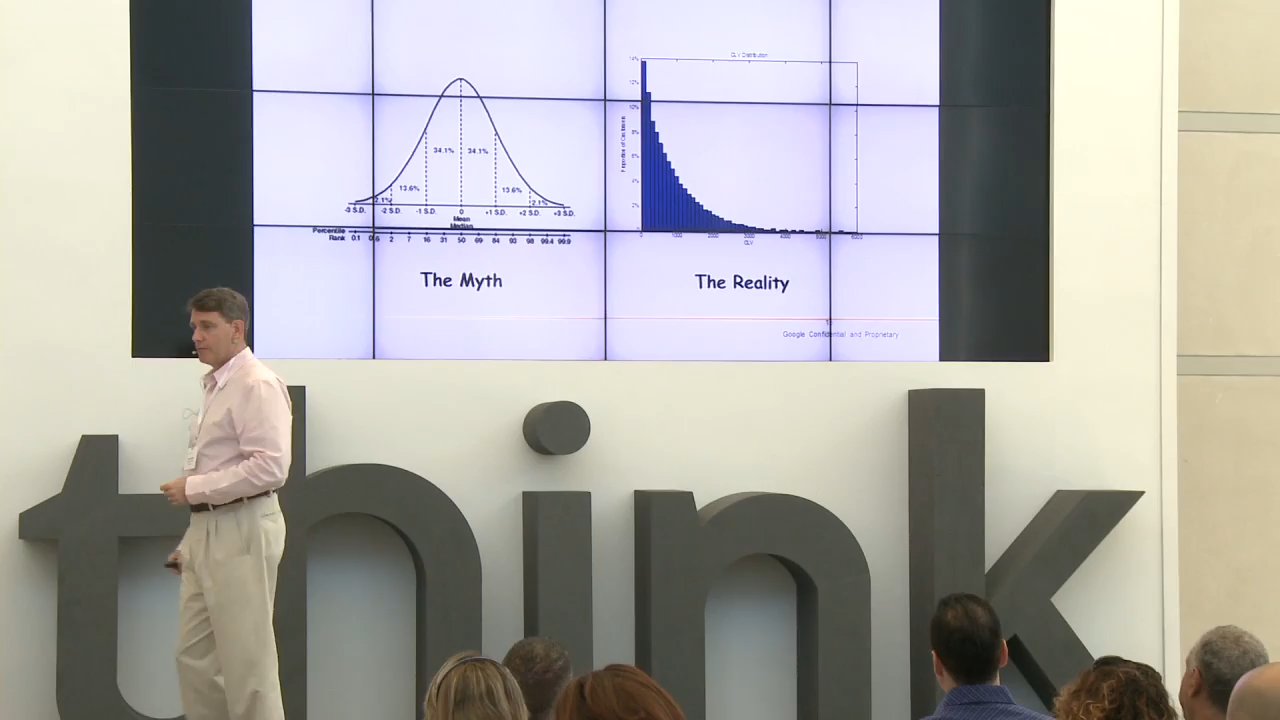 CLV Distribution
14%
12%
10%
8%
6%
4%
2%
0 1000 2000 3000 4000 5000 6000
CLV
34.1% 34.1%
13.6% 13.6%
2.1% 2.1%
-3 S.D. -2 S.D. -1 S.D. 0 +1 S.D. +2 S.D. +3 S.D.
Mean
Median
Percentile
Rank 0.1 2 7 16 31 50 69 84 93 98 99.4 99.9
The Myth
The Reality
Google Confidential and Proprietary
think